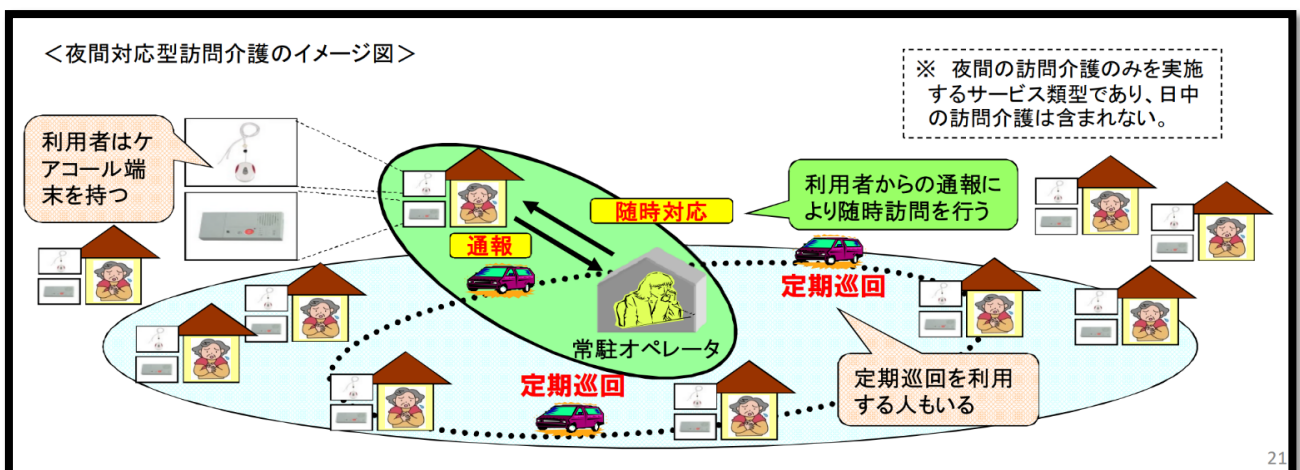 ＜夜間対応型訪問介護のイメージ図＞
※　夜間の訪問介護のみを実施
するサービス類型であり、日中
の訪問介護は含まれない。
利用者はケ
アコール端
末を持つ
利用者からの通報に
より随時訪問を行う
随時対応
通報
定期巡回
常駐オペレータ
定期巡回
定期巡回を利用
する人もいる
21